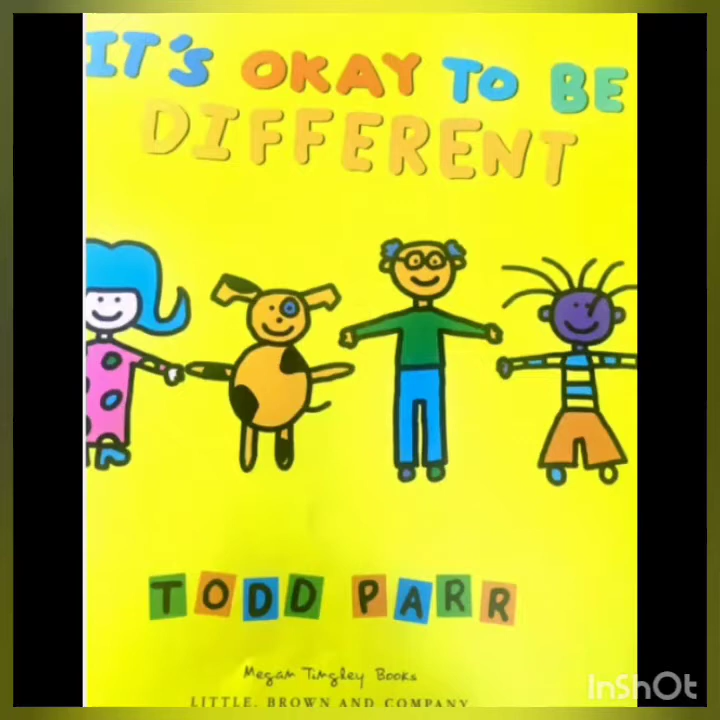 IT'S OKAY TO BE
DIFFERENT
TODD PARR
Megan Tingley Books
LITTLE, BROWN AND COMPANY
InShOt